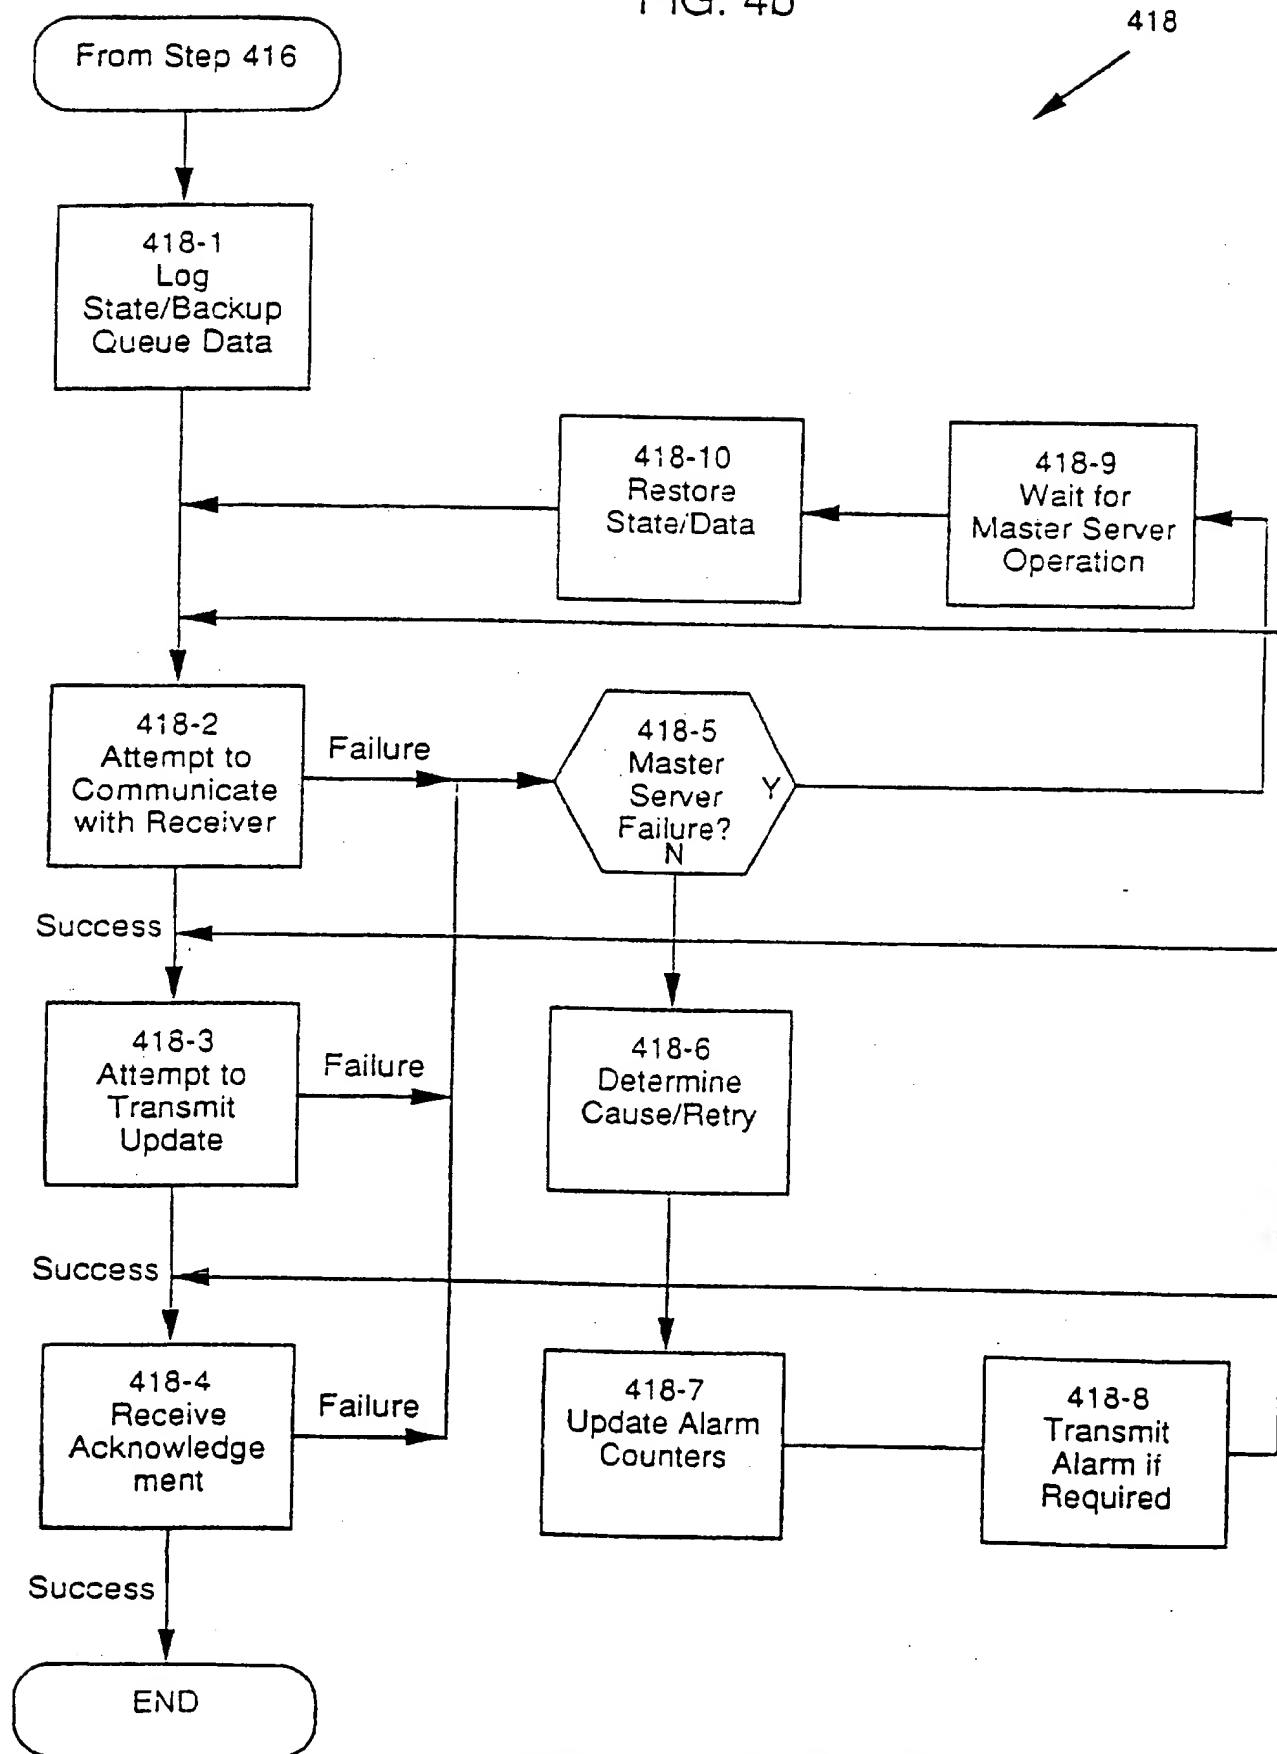 FIG. 4b
418
From Step 416
418-1
Log
State/Backup
Queue Data
418-10
Restore
State/Data
418-9
Wait for
Master Server
Operation
418-2
Attempt to
Communicate
with Receiver
Failure
418-5
Master
Server
Failure?
Y
N
Success
418-3
Attempt to
Transmit
Update
Failure
418-6
Determine
Cause/Retry
Success
418-4
Receive
Acknowledge
ment
Failure
418-7
Update Alarm
Counters
418-8
Transmit
Alarm if
Required
Success
END